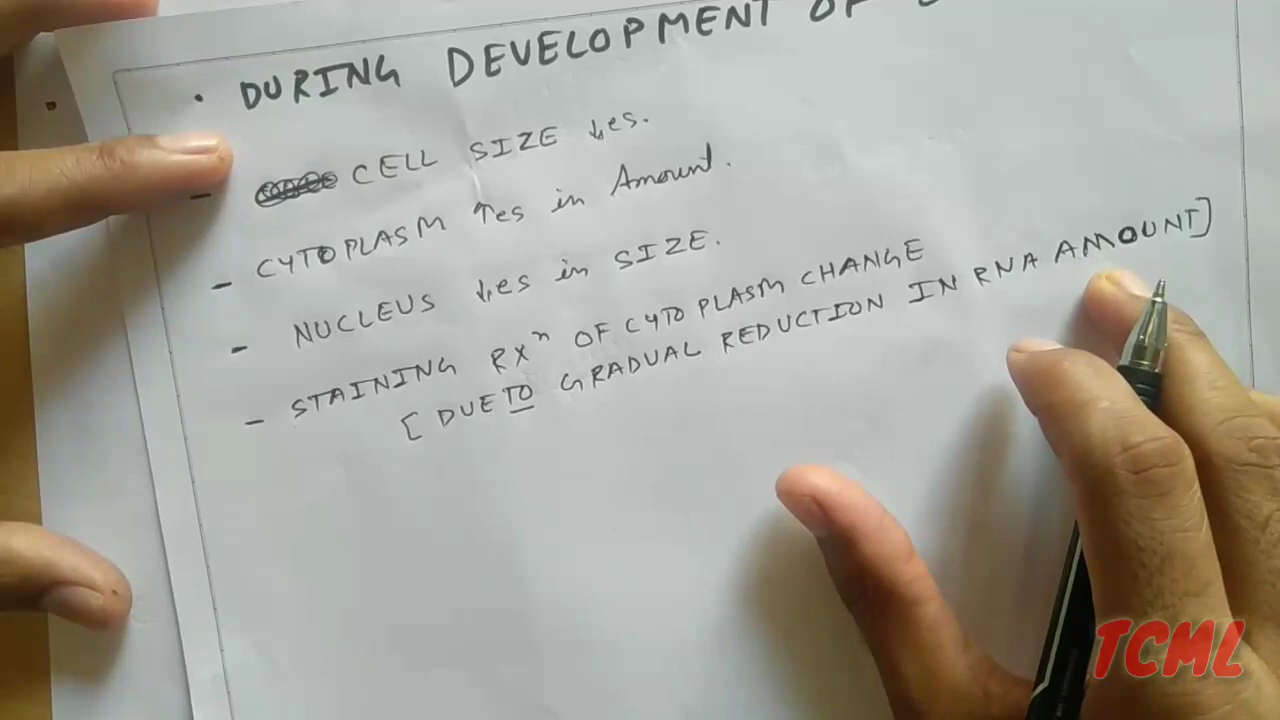 • DURING DEVELOPMENT OF
- CELL SIZE ↓es.
- CYTOPLASM ↑es in Amount.
- NUCLEUS ↓es in SIZE.
- STAINING RXⁿ OF CYTOPLASM CHANGE
[ DUE TO GRADUAL REDUCTION IN RNA AMOUNT]
TCML